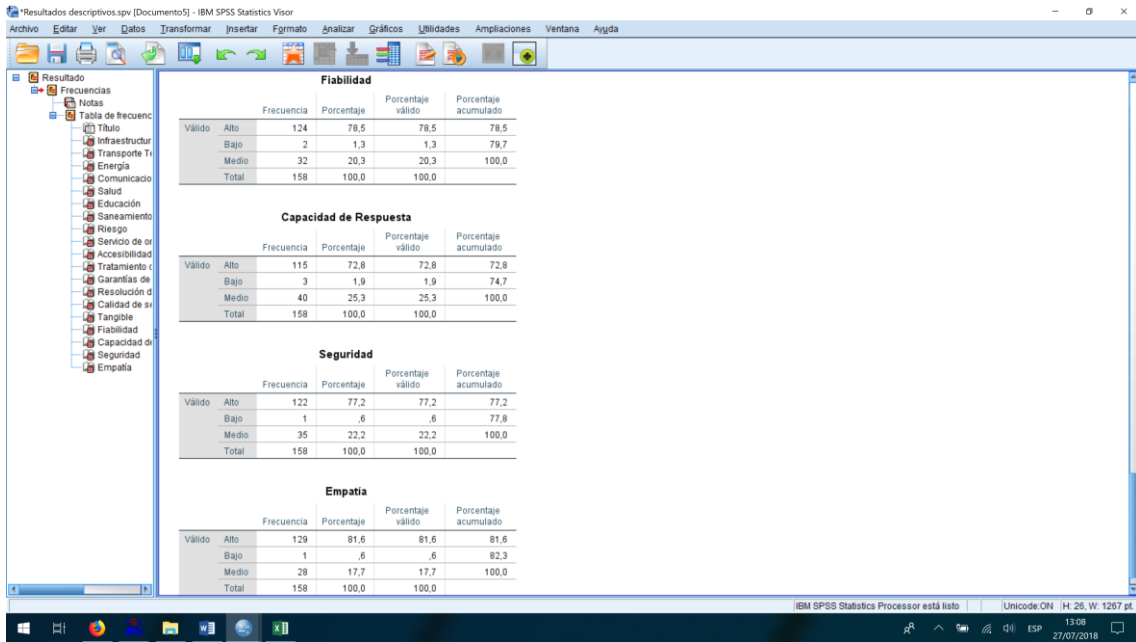 *Resultados descriptivos.spv [Documento5] - IBM SPSS Statistics Visor
Archivo Editar Ver Datos Transformar Insertar Formato Analizar Gráficos Utilidades Ampliaciones Ventana Ayuda
Resultado
Frecuencias
Notas
Tabla de frecuenc
Título
Infraestructur
Transporte Te
Energía
Comunicacio
Salud
Educación
Saneamiento
Riesgo
Servicio de or
Accesibilidad
Tratamiento d
Garantías de
Resolución d
Calidad de se
Tangible
Fiabilidad
Capacidad de
Seguridad
Empatía
Fiabilidad
Frecuencia Porcentaje Porcentaje válido Porcentaje acumulado
Válido Alto 124 78,5 78,5 78,5
Bajo 2 1,3 1,3 79,7
Medio 32 20,3 20,3 100,0
Total 158 100,0 100,0
Capacidad de Respuesta
Frecuencia Porcentaje Porcentaje válido Porcentaje acumulado
Válido Alto 115 72,8 72,8 72,8
Bajo 3 1,9 1,9 74,7
Medio 40 25,3 25,3 100,0
Total 158 100,0 100,0
Seguridad
Frecuencia Porcentaje Porcentaje válido Porcentaje acumulado
Válido Alto 122 77,2 77,2 77,2
Bajo 1 ,6 ,6 77,8
Medio 35 22,2 22,2 100,0
Total 158 100,0 100,0
Empatía
Frecuencia Porcentaje Porcentaje válido Porcentaje acumulado
Válido Alto 129 81,6 81,6 81,6
Bajo 1 ,6 ,6 82,3
Medio 28 17,7 17,7 100,0
Total 158 100,0 100,0
IBM SPSS Statistics Processor está listo Unicode:ON H: 26, W: 1267 pt.
ESP 13:08
27/07/2018